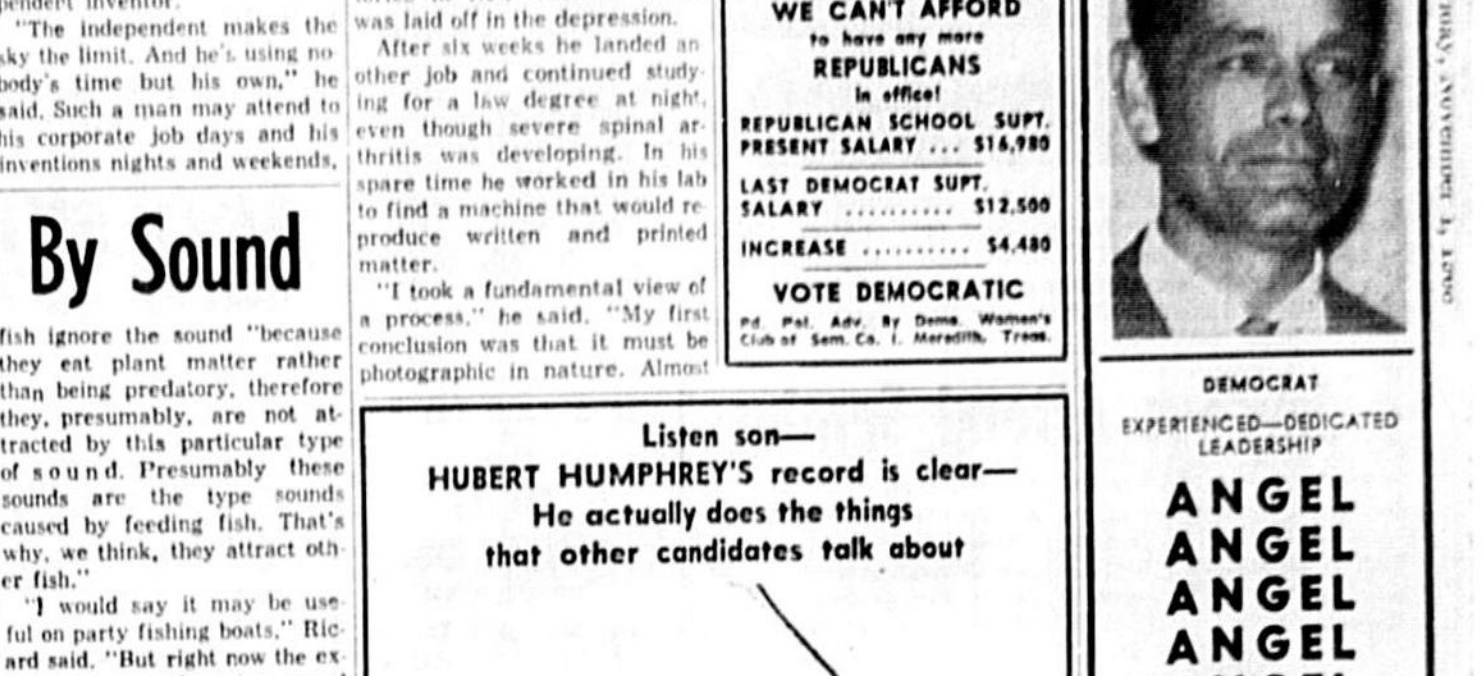 "The independent makes the
sky the limit. And he's using no-
body's time but his own," he
said. Such a man may attend to
his corporate job days and his
inventions nights and weekends,
By Sound
fish ignore the sound "because
they eat plant matter rather
than being predatory, therefore
they, presumably, are not at-
tracted by this particular type
of sound. Presumably these
sounds are the type sounds
caused by feeding fish. That's
why, we think, they attract oth-
er fish."
"I would say it may be use-
ful on party fishing boats," Ric-
ard said. "But right now the ex-
was laid off in the depression.
After six weeks he landed an
other job and continued study-
ing for a law degree at night,
even though severe spinal ar-
thritis was developing. In his
spare time he worked in his lab
to find a machine that would re-
produce written and printed
matter.
"I took a fundamental view of
a process," he said. "My first
conclusion was that it must be
photographic in nature. Almost
WE CAN'T AFFORD
to have any more
REPUBLICANS
in office!
REPUBLICAN SCHOOL SUPT.
PRESENT SALARY ... $16,980
LAST DEMOCRAT SUPT.
SALARY .......... $12,500
INCREASE .......... $4,480
VOTE DEMOCRATIC
Pd. Pol. Adv. By Demo. Women's
Club of Sem. Co. I. Meredith, Treas.
Listen son—
HUBERT HUMPHREY'S record is clear—
He actually does the things
that other candidates talk about
DEMOCRAT
EXPERIENCED—DEDICATED
LEADERSHIP
ANGEL
ANGEL
ANGEL
ANGEL